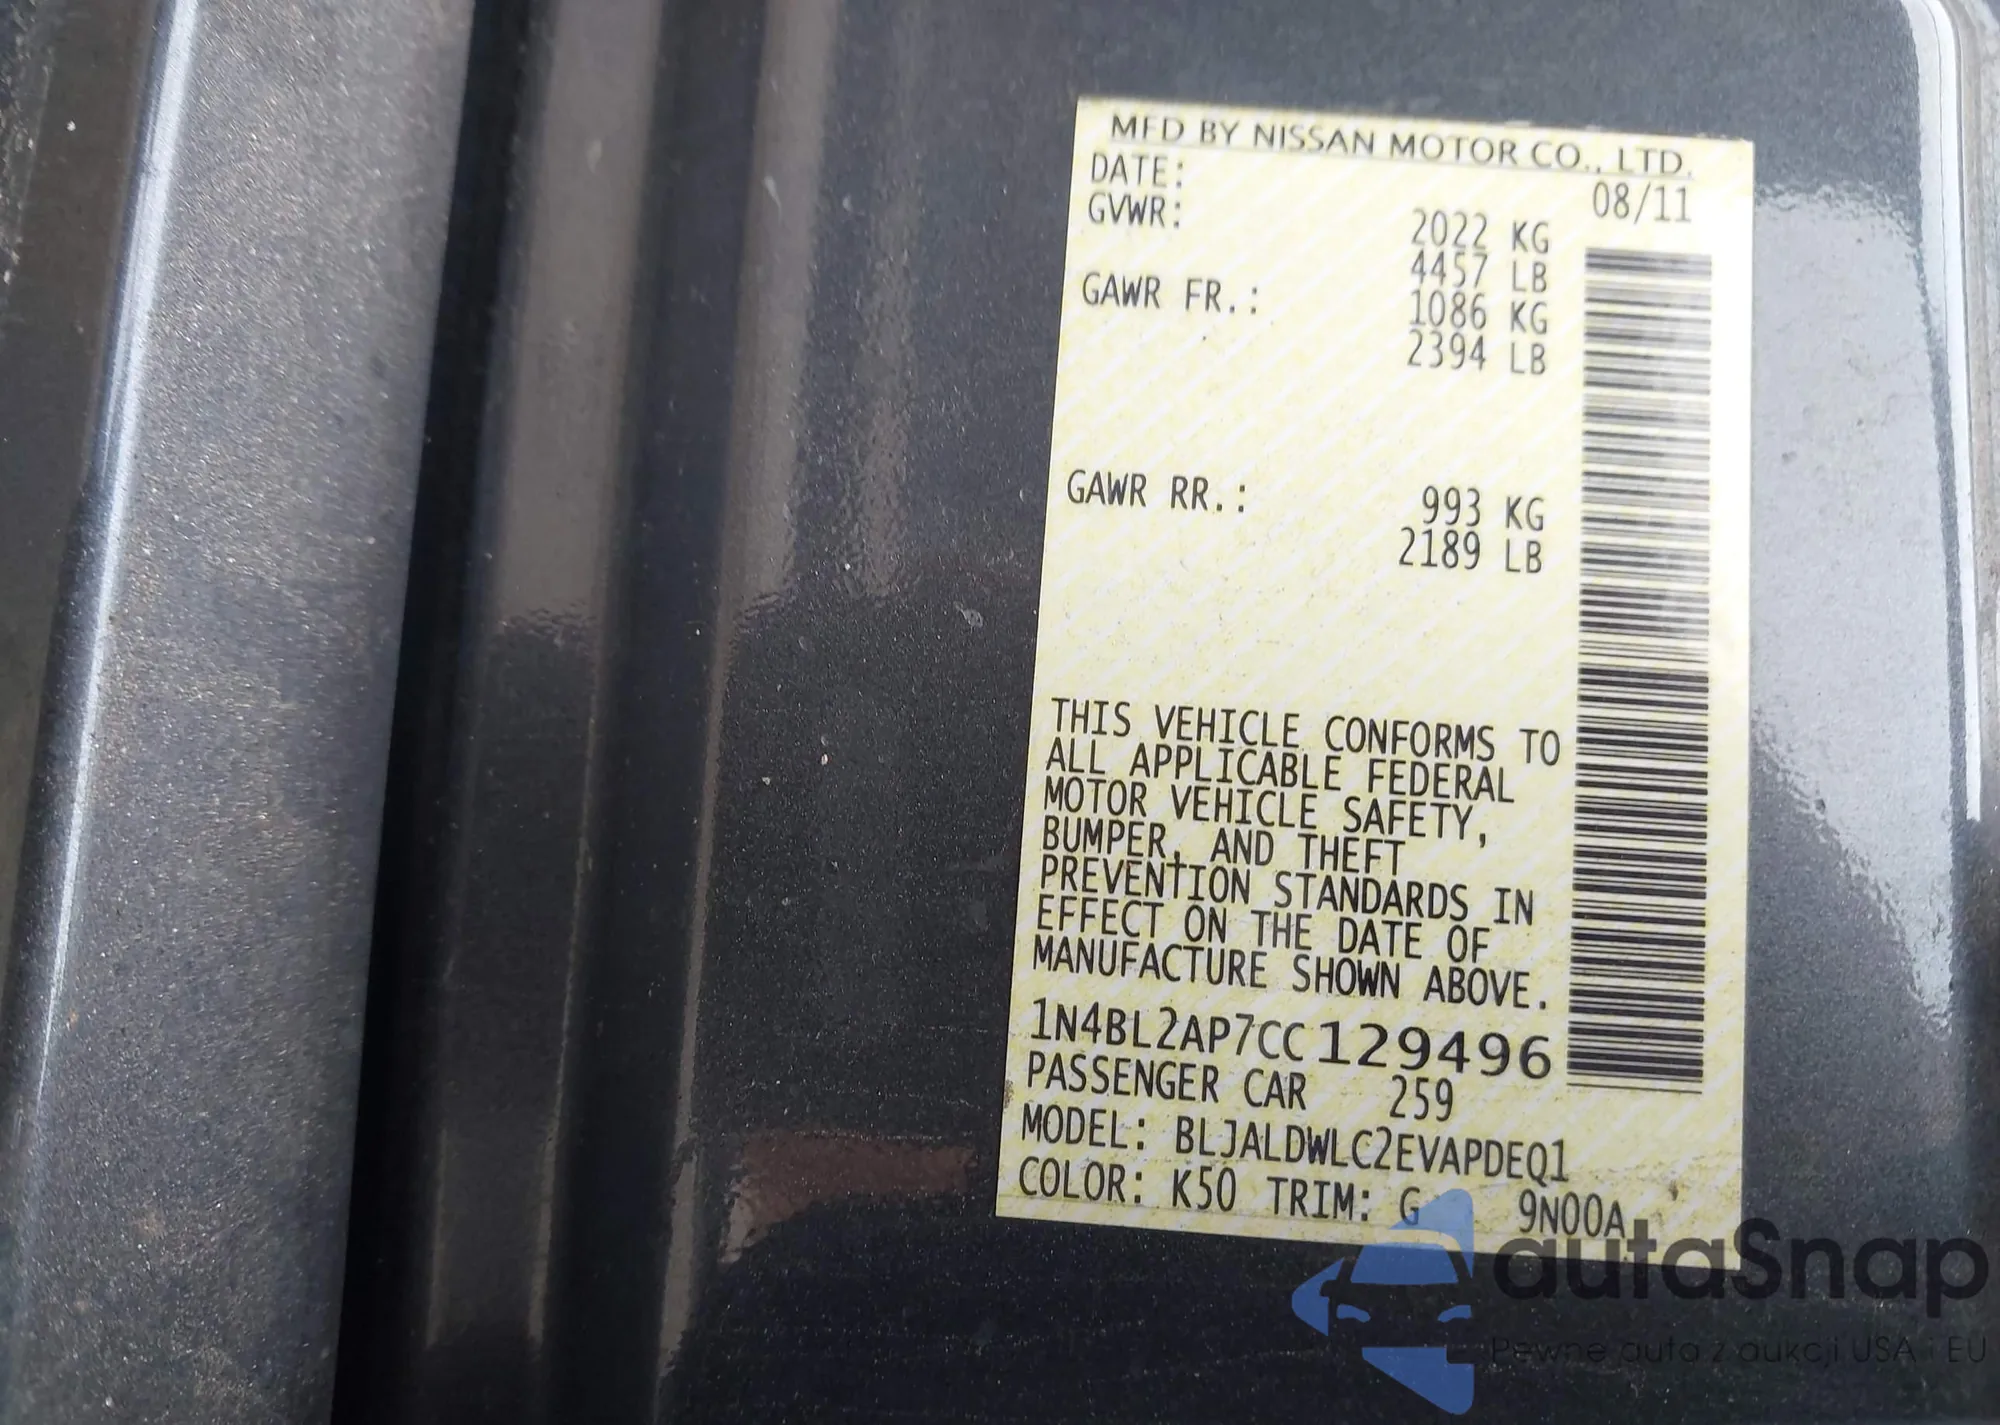 MFD BY NISSAN MOTOR CO., LTD.
DATE: 08/11
GVWR: 2022 KG
4457 LB
GAWR FR.: 1086 KG
2394 LB
GAWR RR.: 993 KG
2189 LB
THIS VEHICLE CONFORMS TO
ALL APPLICABLE FEDERAL
MOTOR VEHICLE SAFETY,
BUMPER, AND THEFT
PREVENTION STANDARDS IN
EFFECT ON THE DATE OF
MANUFACTURE SHOWN ABOVE.
1N4BL2AP7CC129496
PASSENGER CAR 259
MODEL: BLJALDWLC2EVAPDEQ1
COLOR: K50 TRIM: G 9N00A
autaSnap
Pewne auta z aukcji USA i EU